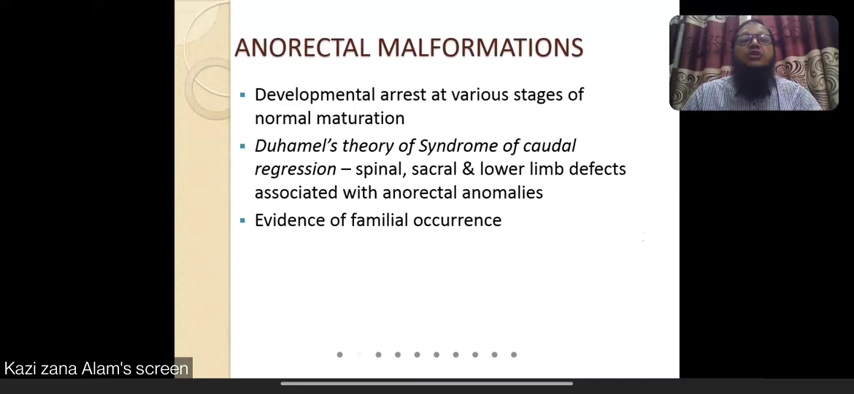 ANORECTAL MALFORMATIONS
▪ Developmental arrest at various stages of
normal maturation
▪ Duhamel's theory of Syndrome of caudal
regression – spinal, sacral & lower limb defects
associated with anorectal anomalies
▪ Evidence of familial occurrence
Kazi zana Alam's screen